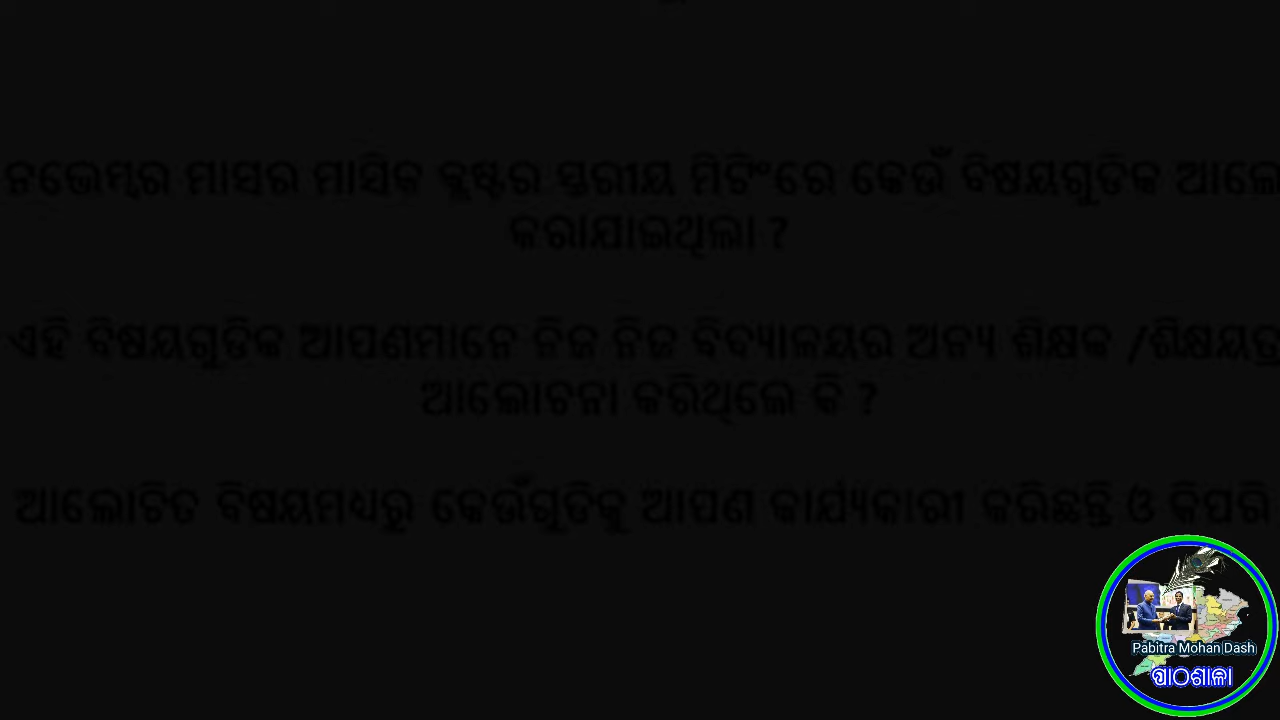 ନଭେମ୍ବର ମାସର ମାସିକ କ୍ଲଷ୍ଟର ସ୍ତରୀୟ ମିଟିଂରେ କେଉଁ ବିଷୟଗୁଡିକ
କରାଯାଇଥିଲା ?
ଏହି ବିଷୟଗୁଡିକ ଆପଣମାନେ ନିଜ ନିଜ ବିଦ୍ୟାଳୟର ଅନ୍ୟ ଶିକ୍ଷକ
ଆଲୋଚନା କରିଥିଲେ କି ?
ଆଲୋଚିତ ବିଷୟମଧ୍ୟରୁ କେଉଁଗୁଡିକୁ ଆପଣ କାର୍ଯ୍ୟକାରୀ କରିଛନ୍ତି ଓ କିପରି
Pabitra Mohan Dash
ପାଠଶାଳା